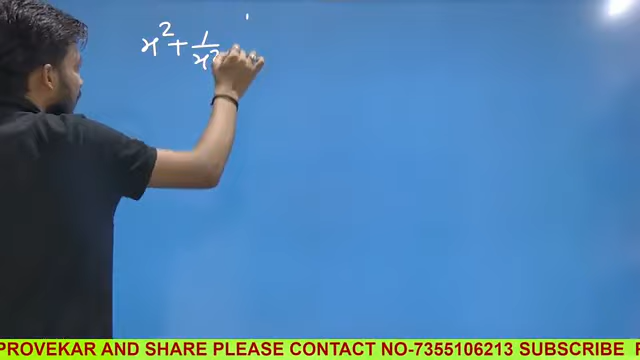 x² + 1/x²
PROVEKAR AND SHARE PLEASE CONTACT NO-7355106213 SUBSCRIBE